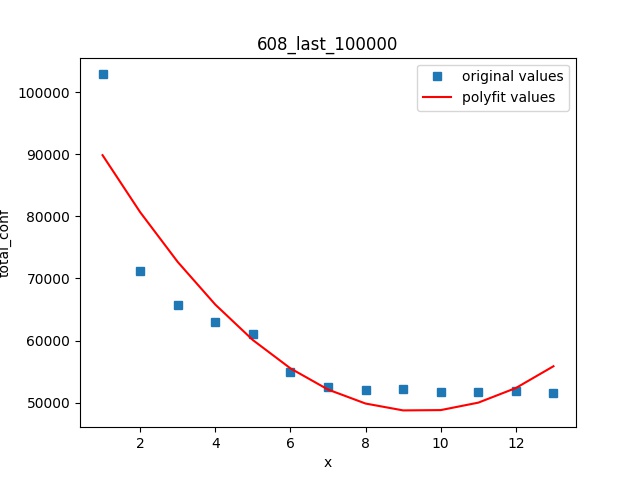 608_last_100000
original values
polyfit values
100000
90000
80000
70000
60000
50000
total_conf
2 4 6 8 10 12
x